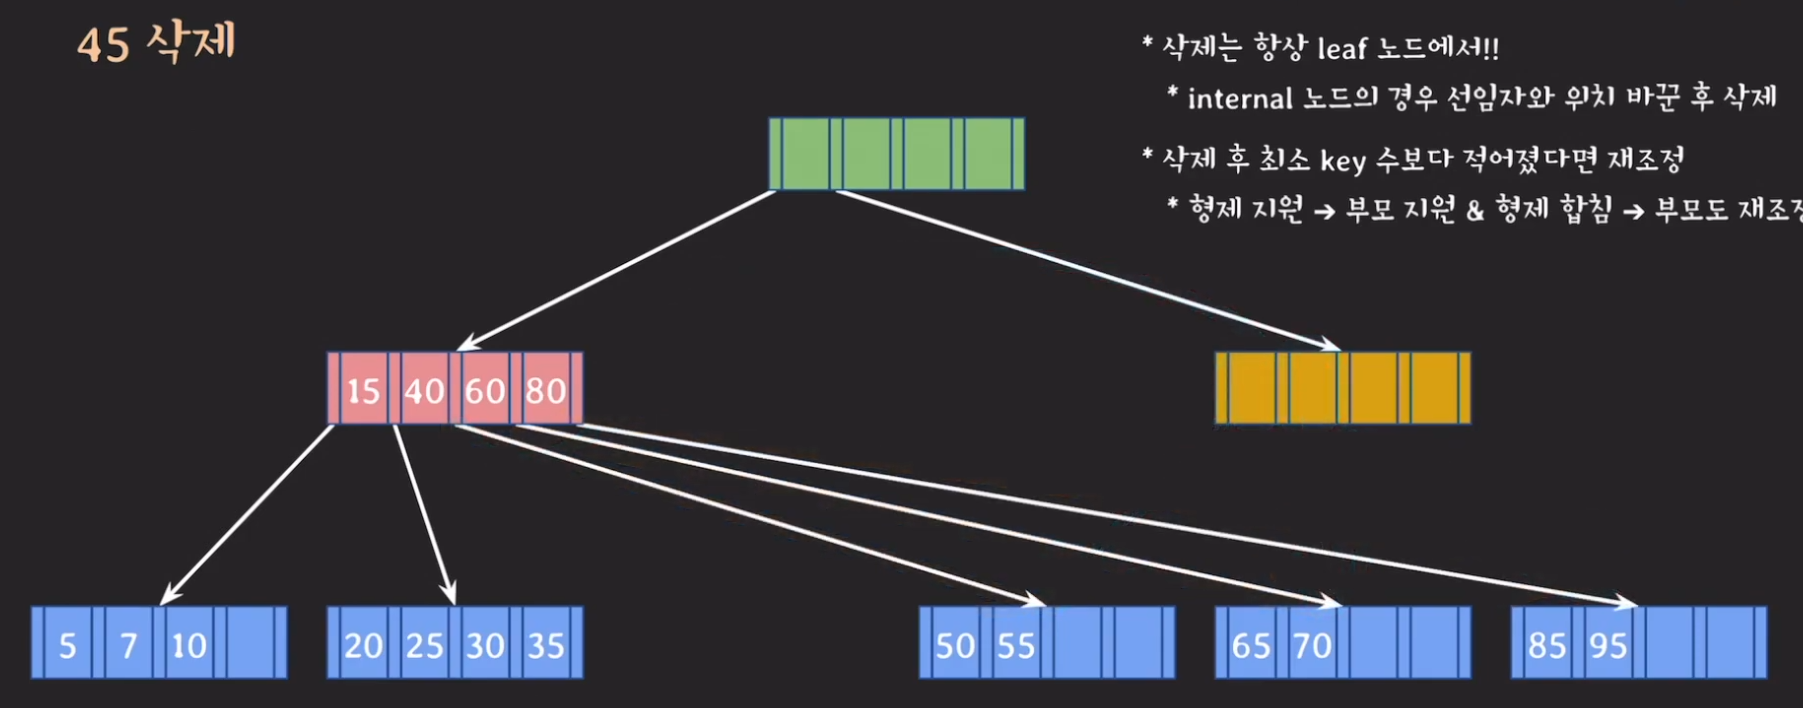 45 삭제
* 삭제는 항상 leaf 노드에서!!
* internal 노드의 경우 선임자와 위치 바꾼 후 삭제
* 삭제 후 최소 key 수보다 적어졌다면 재조정
* 형제 지원 → 부모 지원 & 형제 합침 → 부모도 재조정
15 40 60 80
5 7 10
20 25 30 35
50 55
65 70
85 95